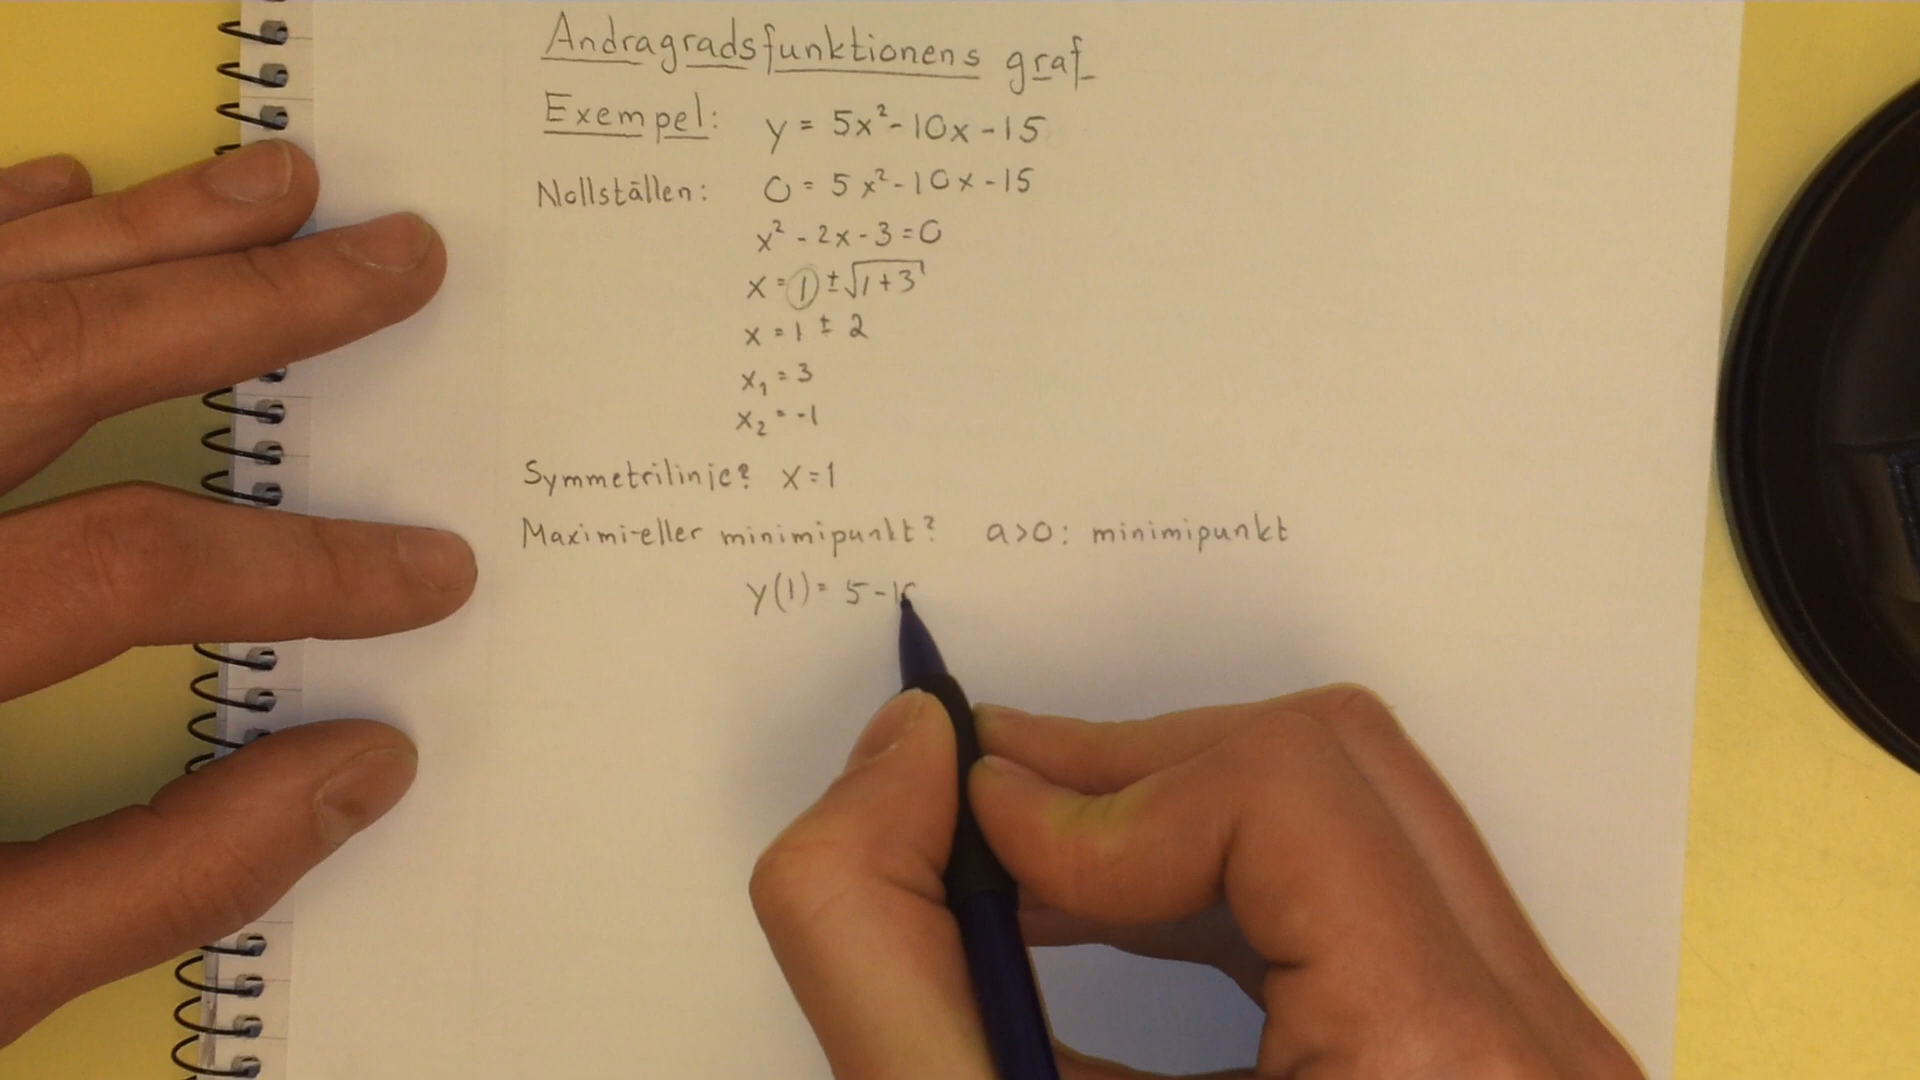 Andragradsfunktionens graf
Exempel: y = 5x² - 10x - 15
Nollställen: 0 = 5x² - 10x - 15
x² - 2x - 3 = 0
x = 1 ± √1+3
x = 1 ± 2
x₁ = 3
x₂ = -1
Symmetrilinje? x = 1
Maximi-eller minimipunkt? a>0: minimipunkt
y(1) = 5 - 10